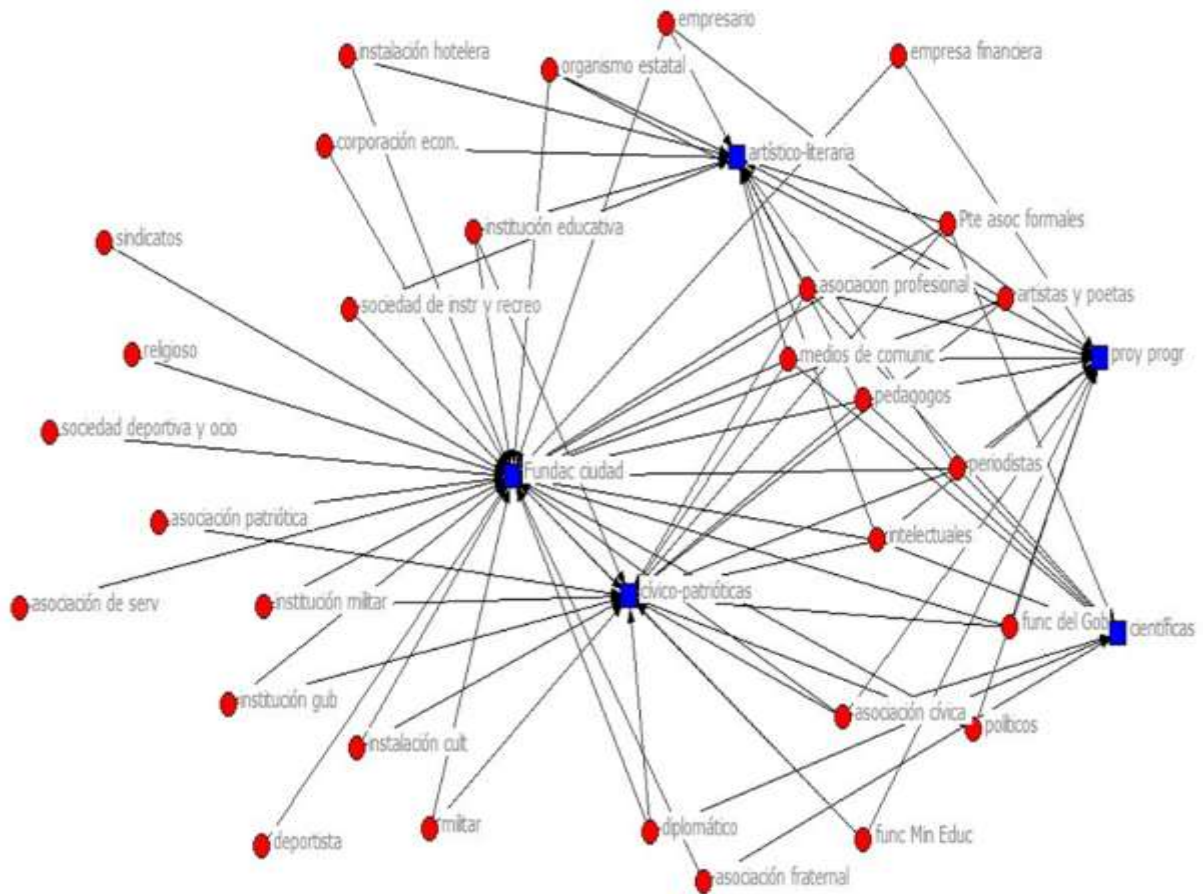 empresario
instalación hotelera
organismo estatal
empresa financiera
corporación econ.
artístico-literaria
institución educativa
Pte asoc formales
sindicatos
asociacion profesional
artistas y poetas
sociedad de instr y recreo
religioso
medios de comunic
proy progr
pedagogos
sociedad deportiva y ocio
Fundac ciudad
periodistas
asociación patriótica
intelectuales
cívico-patrióticas
asociación de serv
institución militar
func del Gob
científicas
institución gub
asociación cívica
políticos
instalación cult
militar
diplomático
func Min Educ
deportista
asociación fraternal